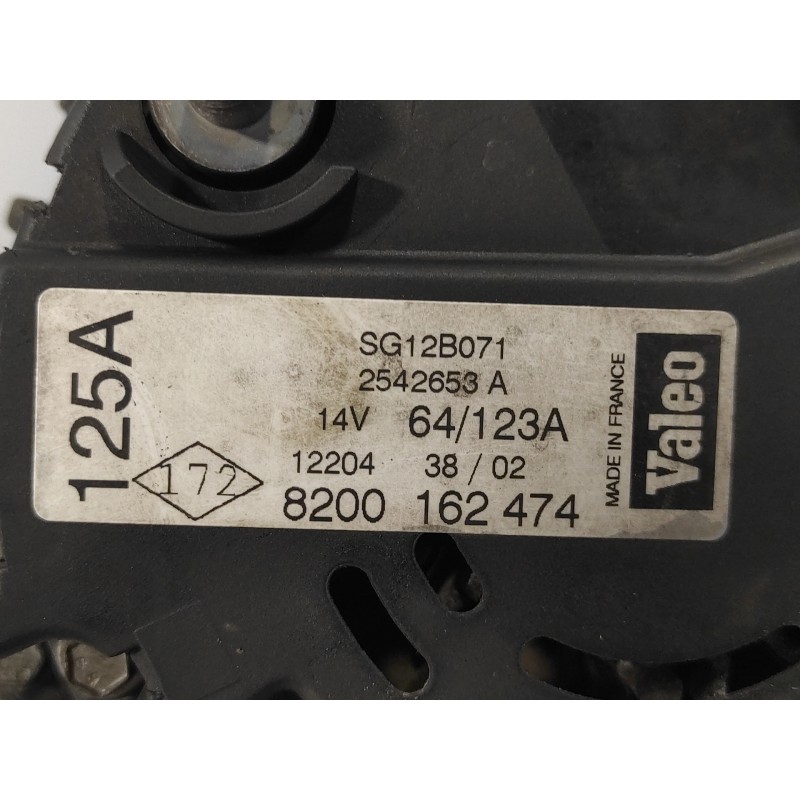 125A
172
SG12B071
2542653 A
14V 64/123A
12204 38 / 02
8200 162 474
MADE IN FRANCE
Valeo